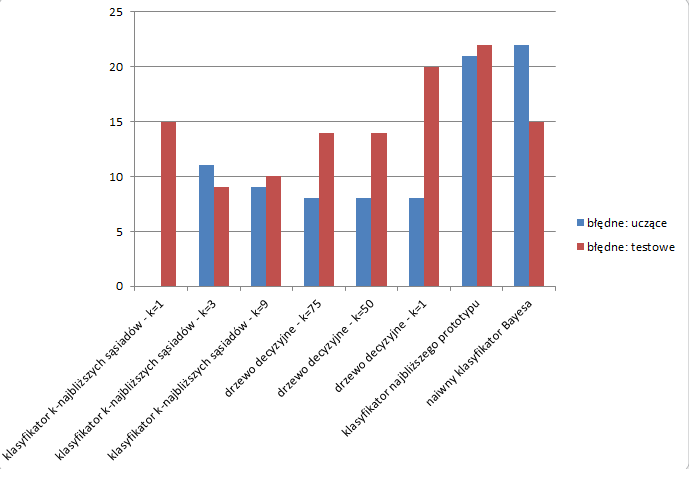 25
20
15
10
5
0
klasyfikator k-najbliższych sąsiadów - k=1
klasyfikator k-najbliższych sąsiadów - k=3
klasyfikator k-najbliższych sąsiadów - k=9
drzewo decyzyjne - k=75
drzewo decyzyjne - k=50
drzewo decyzyjne - k=1
klasyfikator najbliższego prototypu
naiwny klasyfikator Bayesa
błędne: uczące
błędne: testowe